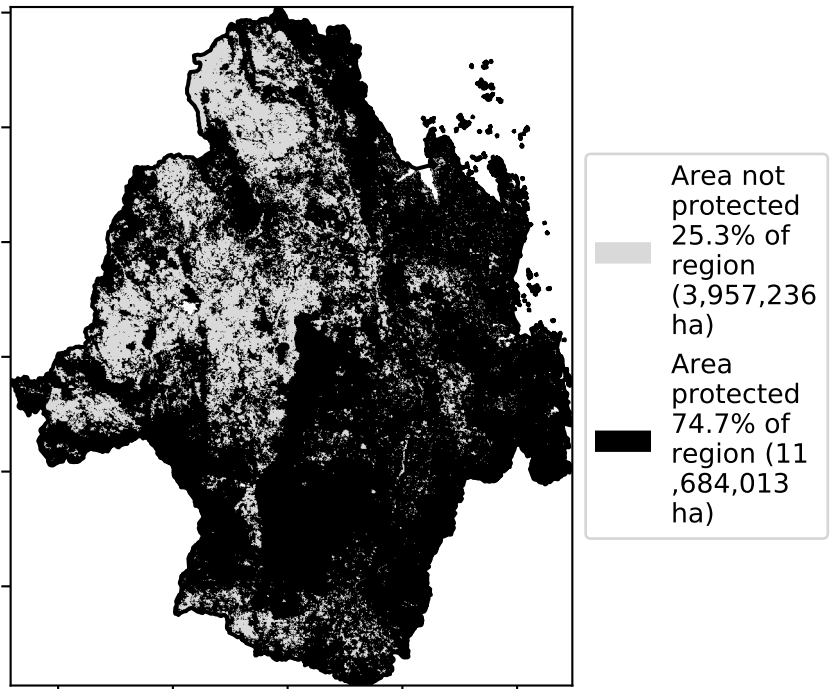 Area not
protected
25.3% of
region
(3,957,236
ha)
Area
protected
74.7% of
region (11
,684,013
ha)